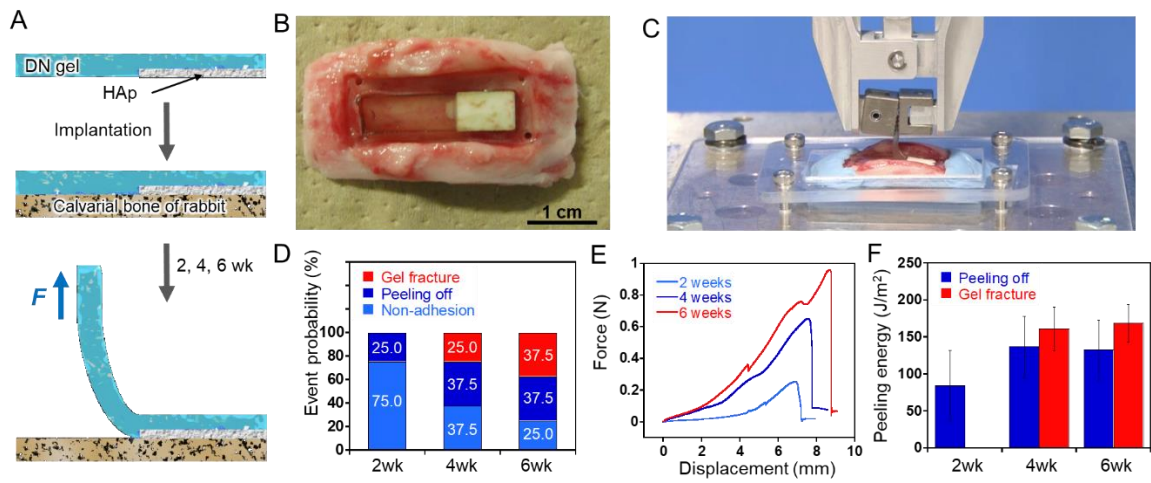 A
DN gel
HAp
Implantation
Calvarial bone of rabbit
2, 4, 6 wk
F
B
1 cm
C
D
Event probability (%)
Gel fracture
Peeling off
Non-adhesion
100
80
60
40
20
0
25.0
75.0
25.0
37.5
37.5
37.5
37.5
25.0
2wk
4wk
6wk
E
Force (N)
1
0.8
0.6
0.4
0.2
0
2 weeks
4 weeks
6 weeks
0 2 4 6 8 10
Displacement (mm)
F
Peeling energy (J/m²)
250
200
150
100
50
0
Peeling off
Gel fracture
2wk
4wk
6wk